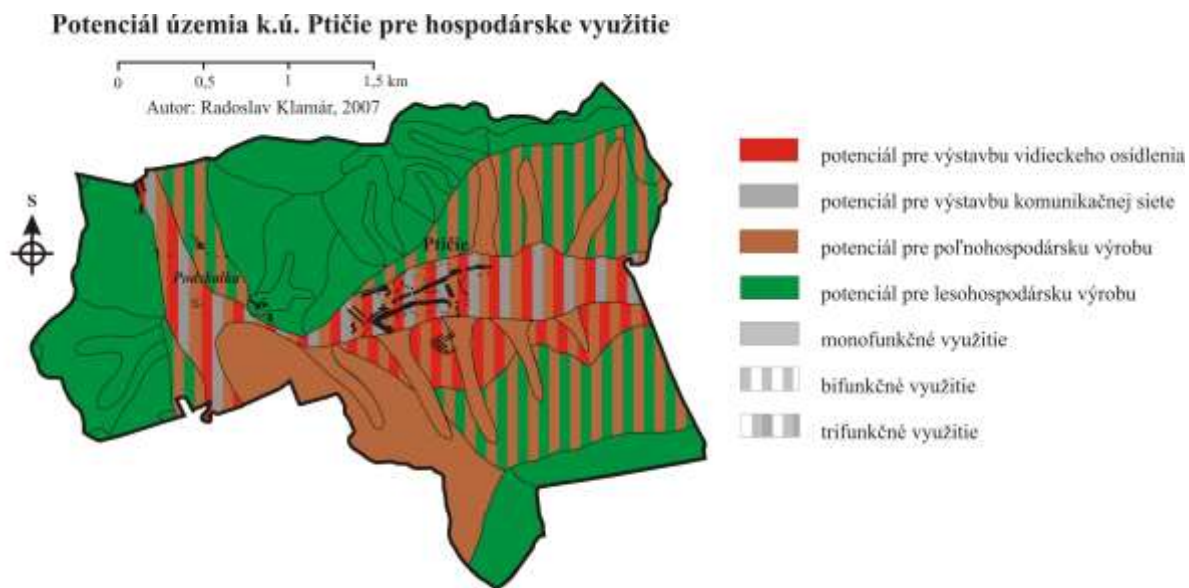 Potenciál územia k.ú. Ptičie pre hospodárske využitie
0 0,5 1 1,5 km
Autor: Radoslav Klamár, 2007
S
Ptičie
Podskalka
potenciál pre výstavbu vidieckeho osídlenia
potenciál pre výstavbu komunikačnej siete
potenciál pre poľnohospodársku výrobu
potenciál pre lesohospodársku výrobu
monofunkčné využitie
bifunkčné využitie
trifunkčné využitie